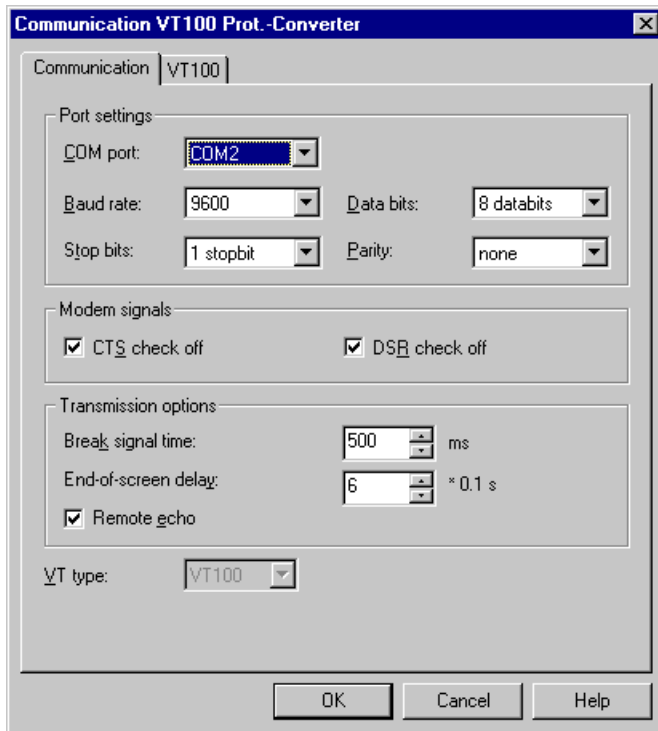 Communication VT100 Prot.-Converter
Communication VT100
Port settings
COM port: COM2
Baud rate: 9600 Data bits: 8 databits
Stop bits: 1 stopbit Parity: none
Modem signals
CTS check off DSR check off
Transmission options
Break signal time: 500 ms
End-of-screen delay: 6 * 0.1 s
Remote echo
VT type: VT100
OK Cancel Help